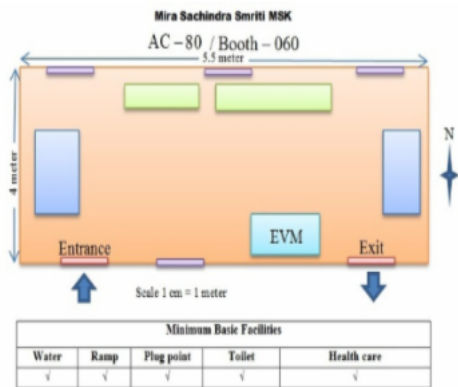 Mira Sachindra Smriti MSK
AC – 80 / Booth – 060
5.5 meter
4 meter
N
EVM
Entrance
Exit
Scale 1 cm = 1 meter
Minimum Basic Facilities
Water Ramp Plug point Toilet Health care
√ √ √ √ √